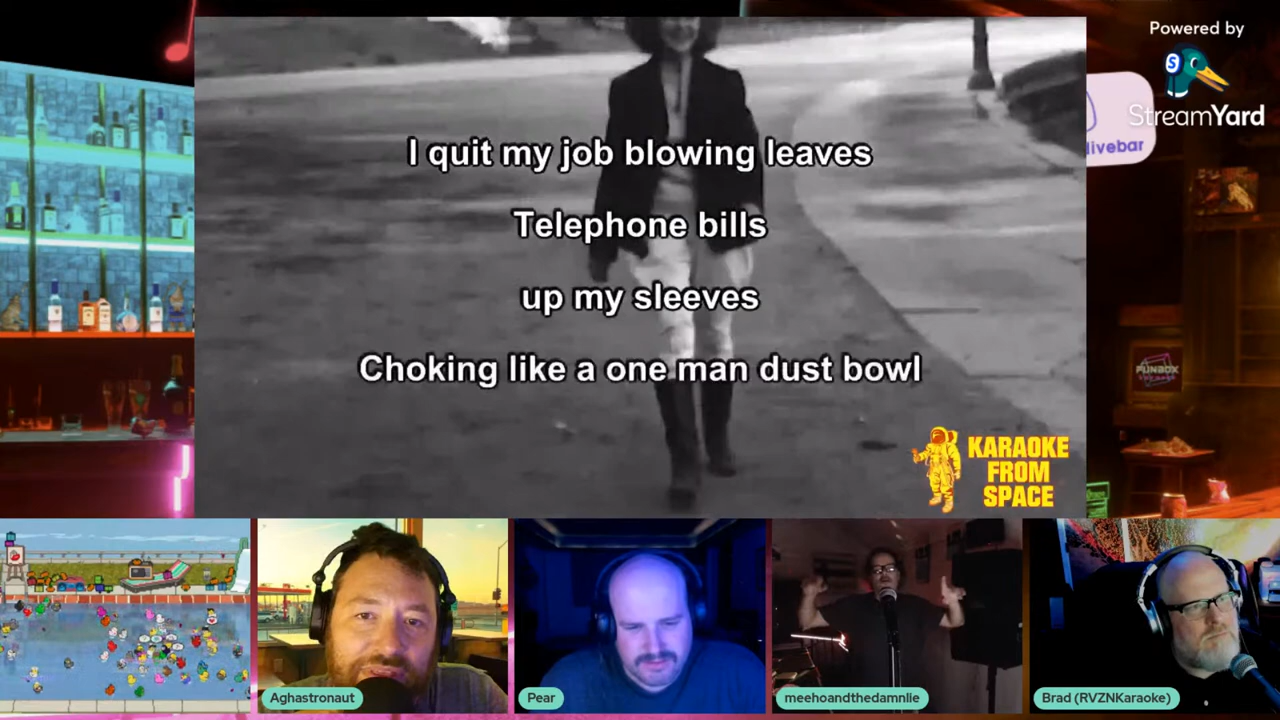 Powered by
StreamYard
livebar
I quit my job blowing leaves
Telephone bills
up my sleeves
Choking like a one man dust bowl
FUNBOX
KARAOKE
FROM
SPACE
Aghastronaut
Pear
meehoandthedamnlie
Brad (RVZNKaraoke)